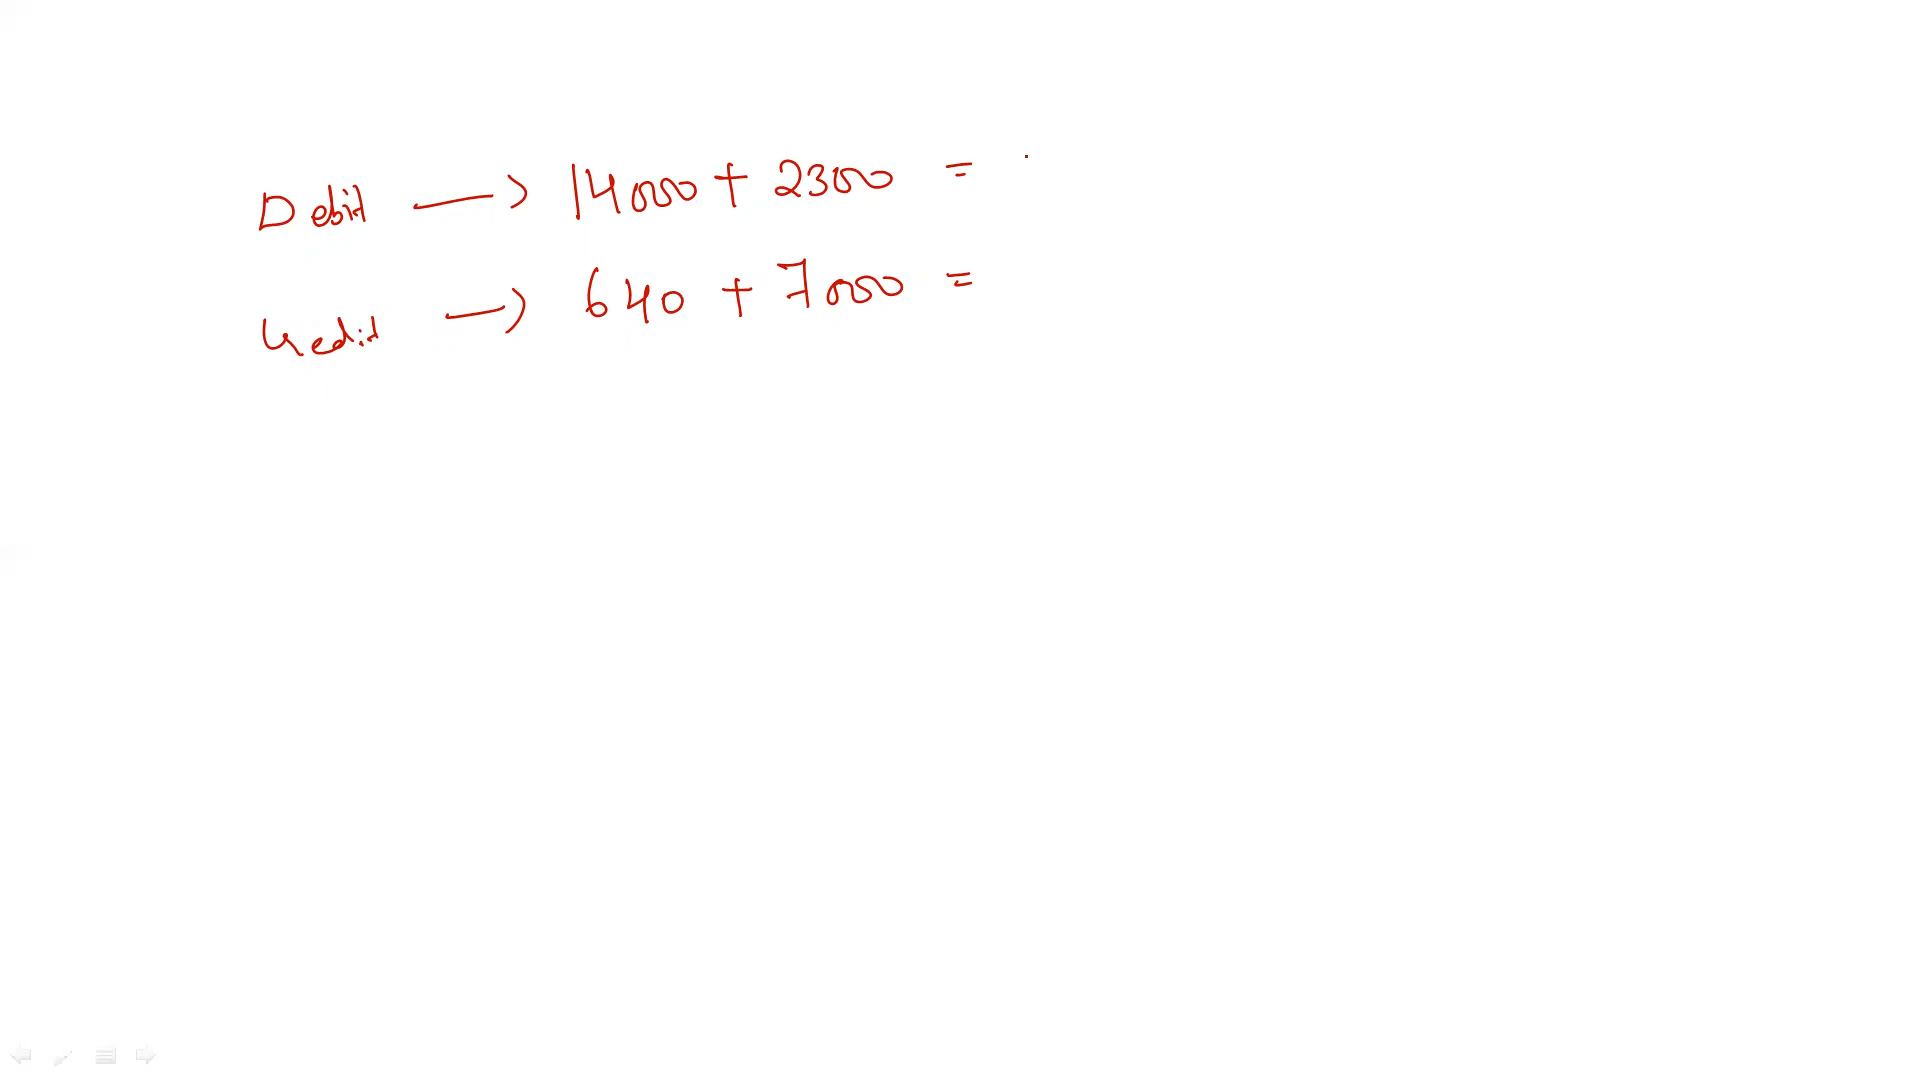 Debit → 14000 + 2300 =
Credit → 640 + 7000 =